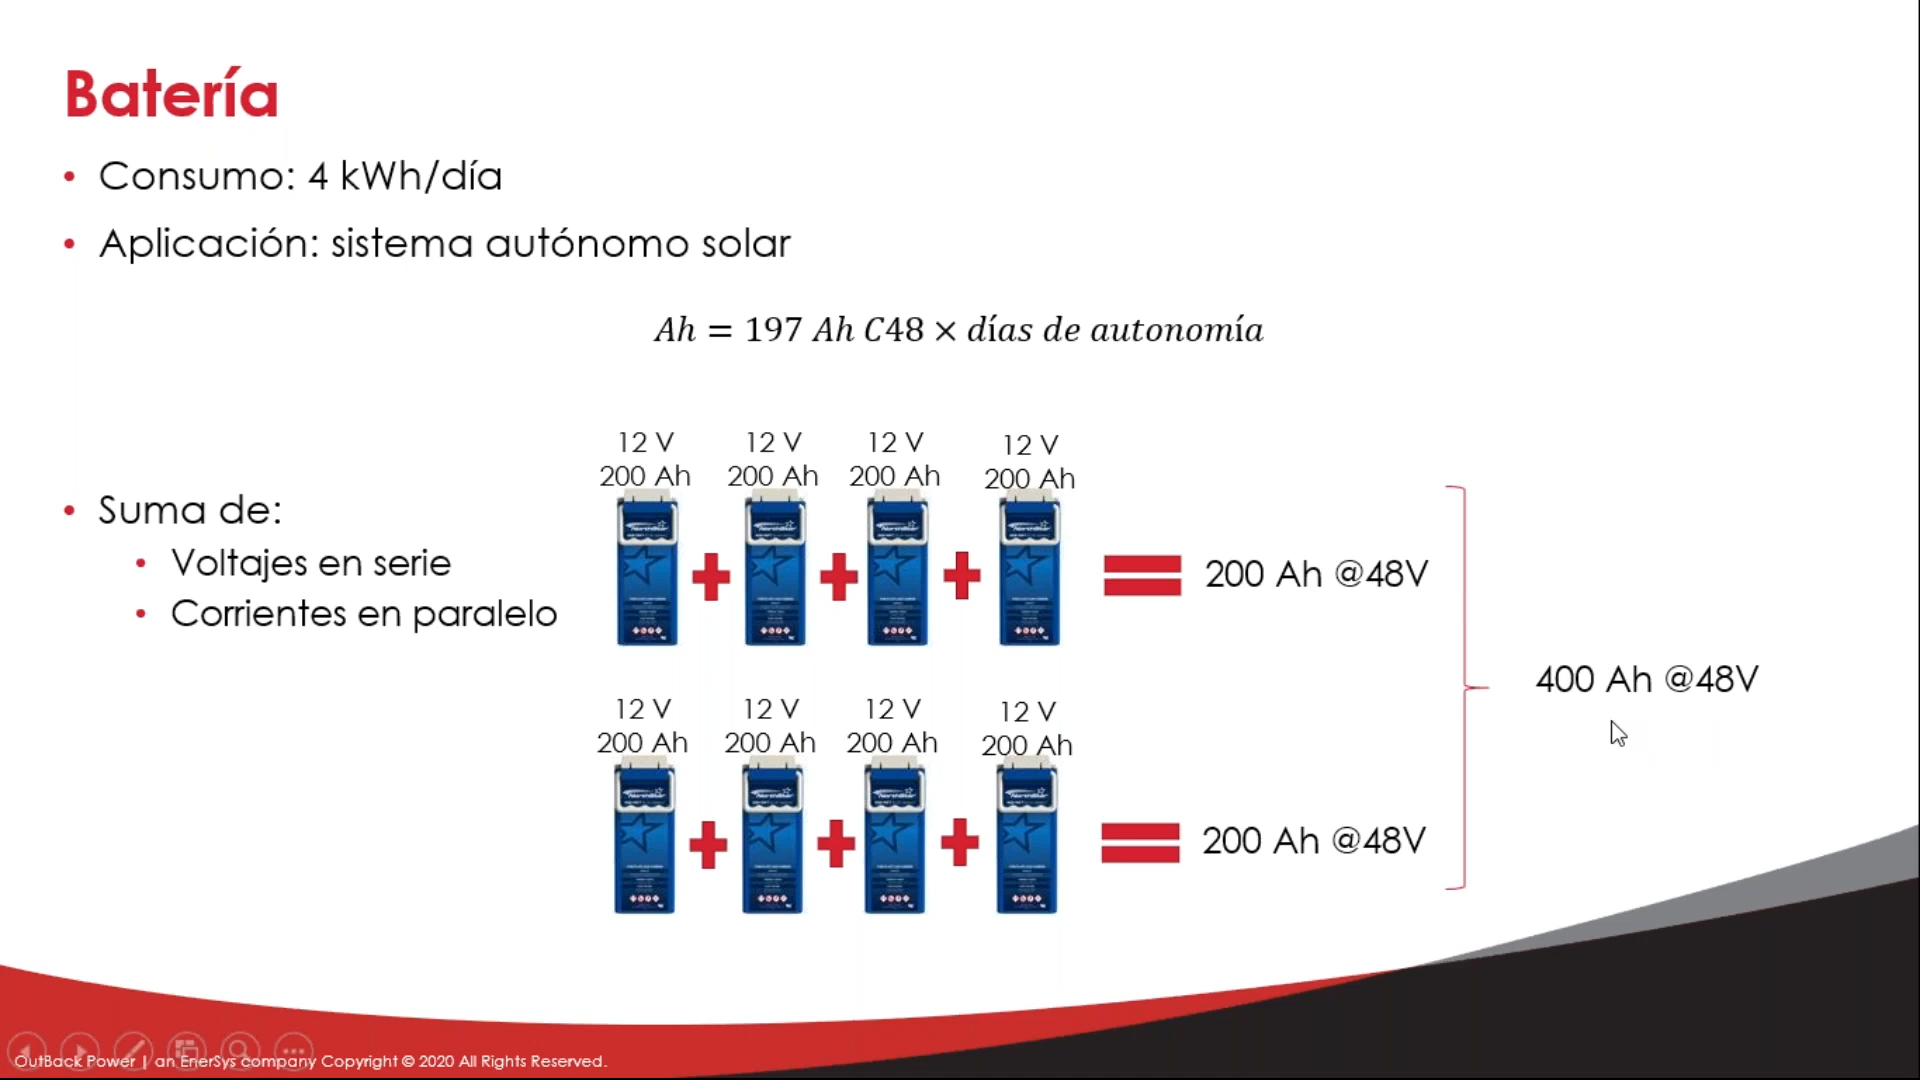 Batería
• Consumo: 4 kWh/día
• Aplicación: sistema autónomo solar
Ah = 197 Ah C48 × días de autonomía
12 V 12 V 12 V 12 V
200 Ah 200 Ah 200 Ah 200 Ah
• Suma de:
• Voltajes en serie
• Corrientes en paralelo
200 Ah @48V
400 Ah @48V
12 V 12 V 12 V 12 V
200 Ah 200 Ah 200 Ah 200 Ah
200 Ah @48V
OutBack Power | an EnerSys company Copyright © 2020 All Rights Reserved.